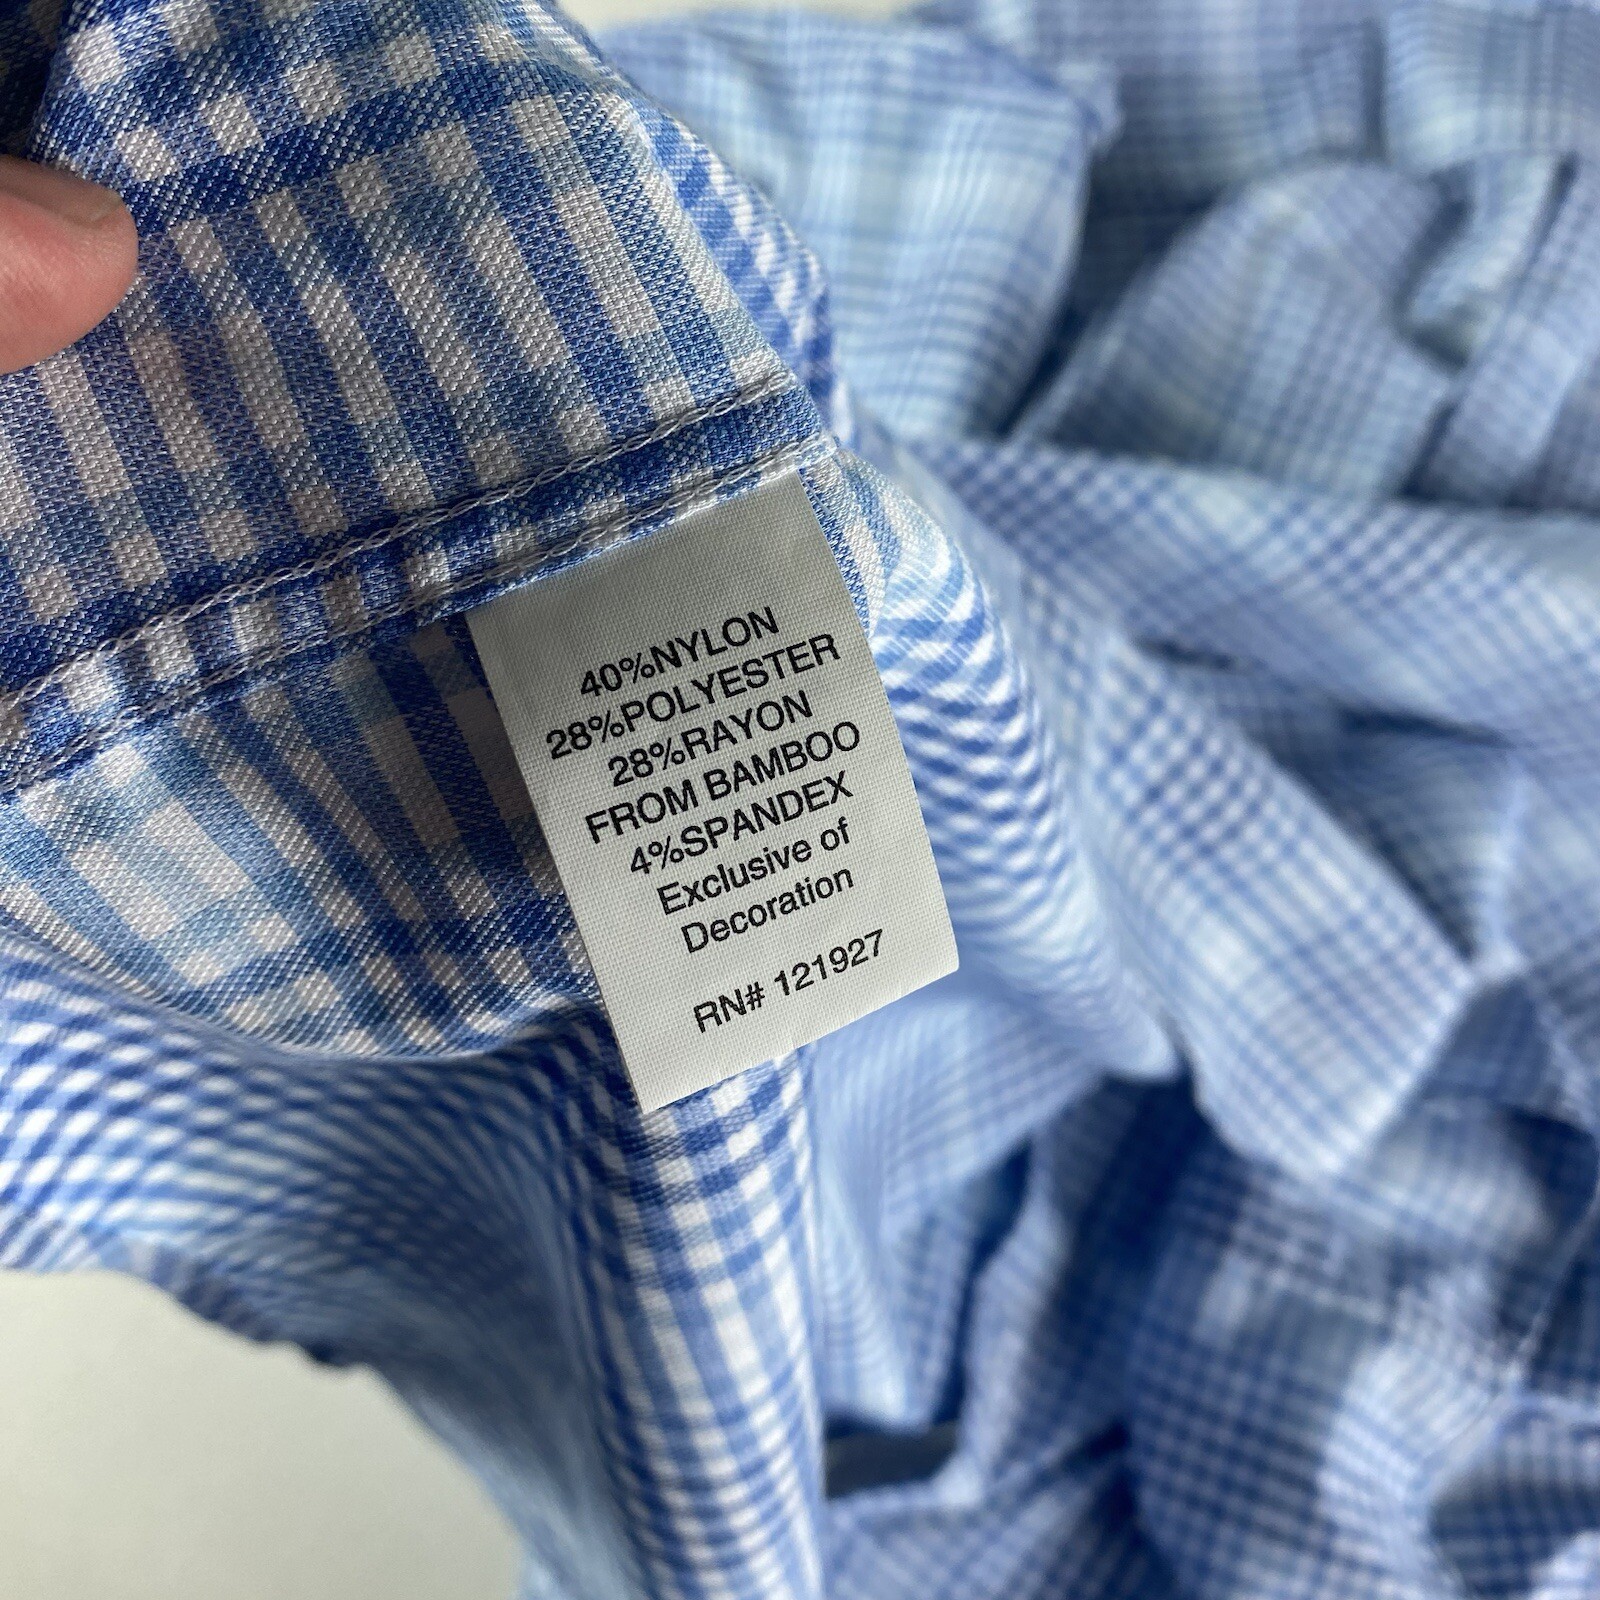 40%NYLON
28%POLYESTER
28%RAYON
FROM BAMBOO
4%SPANDEX
Exclusive of
Decoration
RN# 121927